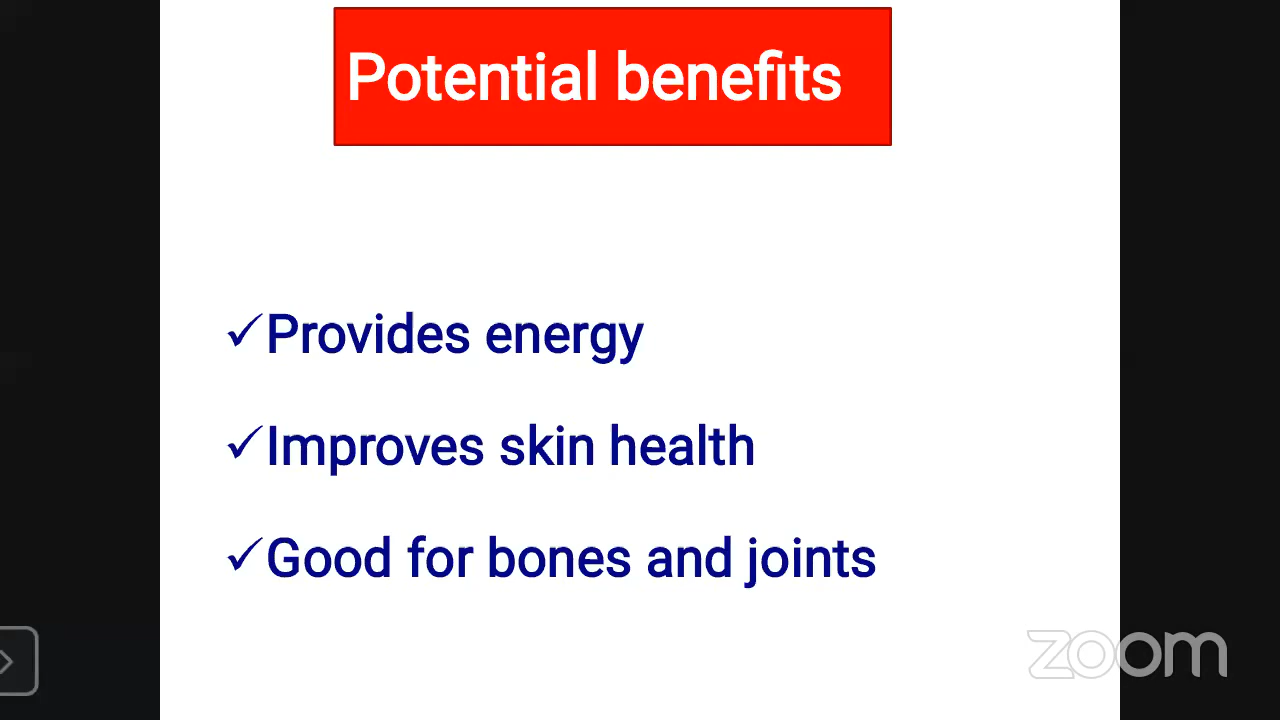 Potential benefits
✓Provides energy
✓Improves skin health
✓Good for bones and joints
zoom